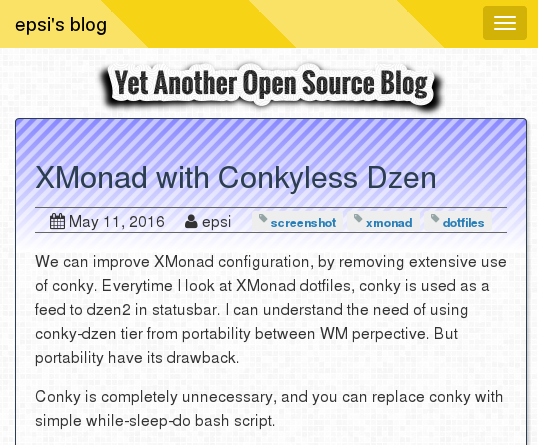 epsi's blog
Yet Another Open Source Blog
XMonad with Conkyless Dzen
May 11, 2016 epsi screenshot xmonad dotfiles
We can improve XMonad configuration, by removing extensive use
of conky. Everytime I look at XMonad dotfiles, conky is used as a
feed to dzen2 in statusbar. I can understand the need of using
conky-dzen tier from portability between WM perpective. But
portability have its drawback.
Conky is completely unnecessary, and you can replace conky with
simple while-sleep-do bash script.